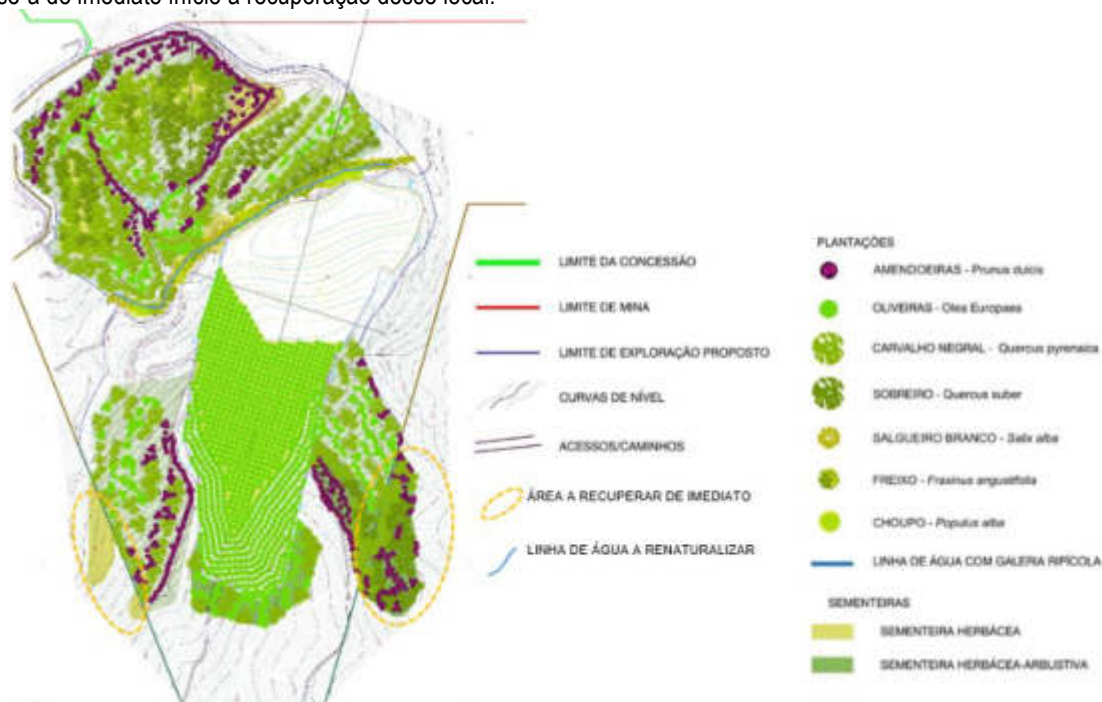 se-á de imediato início à recuperação desse local.
LIMITE DA CONCESSÃO
LIMITE DE MINA
LIMITE DE EXPLORAÇÃO PROPOSTO
CURVAS DE NÍVEL
ACESSOS/CAMINHOS
ÁREA A RECUPERAR DE IMEDIATO
LINHA DE ÁGUA A RENATURALIZAR
PLANTAÇÕES
AMENDOEIRAS - Prunus dulcis
OLIVEIRAS - Olea Europaea
CARVALHO NEGRAL - Quercus pyrenaica
SOBREIRO - Quercus suber
SALGUEIRO BRANCO - Salix alba
FREIXO - Fraxinus angustifolia
CHOUPO - Populus alba
LINHA DE ÁGUA COM GALERIA RIPÍCOLA
SEMENTEIRAS
SEMENTEIRA HERBÁCEA
SEMENTEIRA HERBÁCEA-ARBUSTIVA